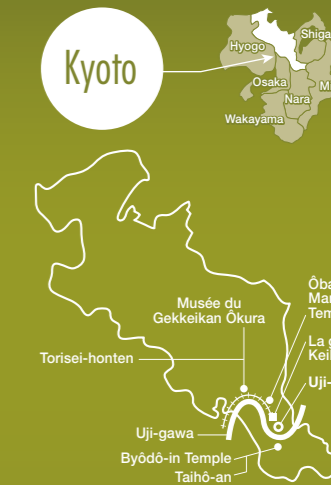 Kyoto
Hyogo
Shiga
Osaka
Nara
Wakayama
Musée du
Gekkeikan Ôkura
Torisei-honten
Uji-gawa
Byôdô-in Temple
Taihô-an